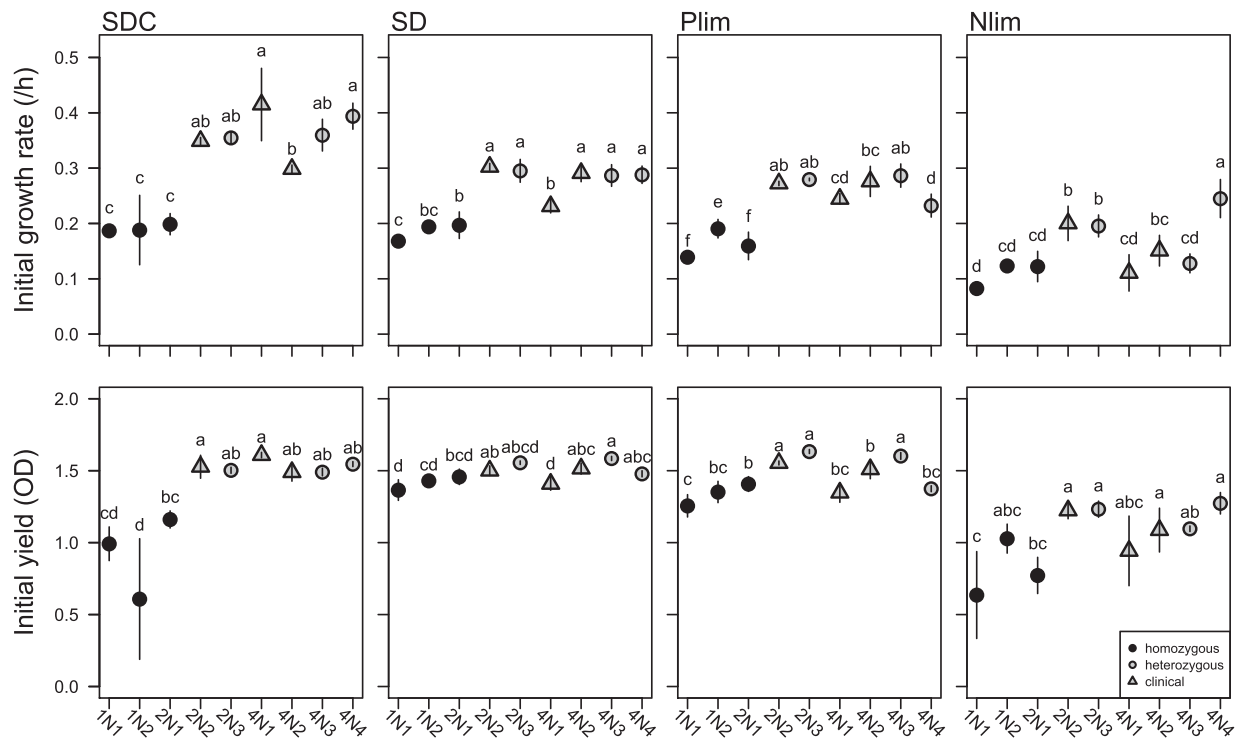 SDC SD Plim Nlim
Initial growth rate (/h)
0.5
0.4
0.3
0.2
0.1
0.0
c c c ab ab a b ab a
c bc b a a b a a a
f e f ab ab cd bc ab d
d cd cd b b cd bc cd a
Initial yield (OD)
2.0
1.5
1.0
0.5
0.0
cd d bc a ab a ab ab ab
d cd bcd ab abcd d abc a abc
c bc b a a bc b a bc
c abc bc a a abc a ab a
homozygous
heterozygous
clinical
1N1 1N2 2N1 2N2 2N3 4N1 4N2 4N3 4N4
1N1 1N2 2N1 2N2 2N3 4N1 4N2 4N3 4N4
1N1 1N2 2N1 2N2 2N3 4N1 4N2 4N3 4N4
1N1 1N2 2N1 2N2 2N3 4N1 4N2 4N3 4N4